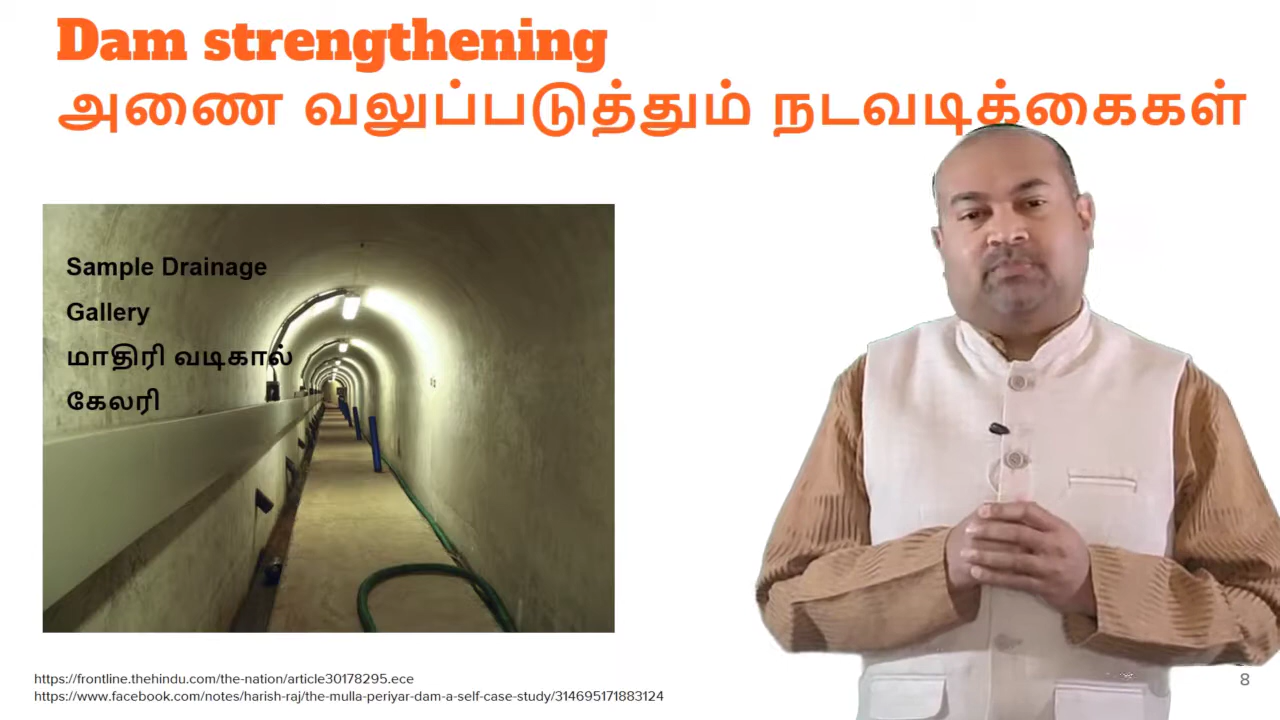 Dam strengthening
அணை வலுப்படுத்தும் நடவடிக்கைகள்
Sample Drainage
Gallery
மாதிரி வடிகால்
கேலரி
https://frontline.thehindu.com/the-nation/article30178295.ece
https://www.facebook.com/notes/harish-raj/the-mulla-periyar-dam-a-self-case-study/314695171883124
8